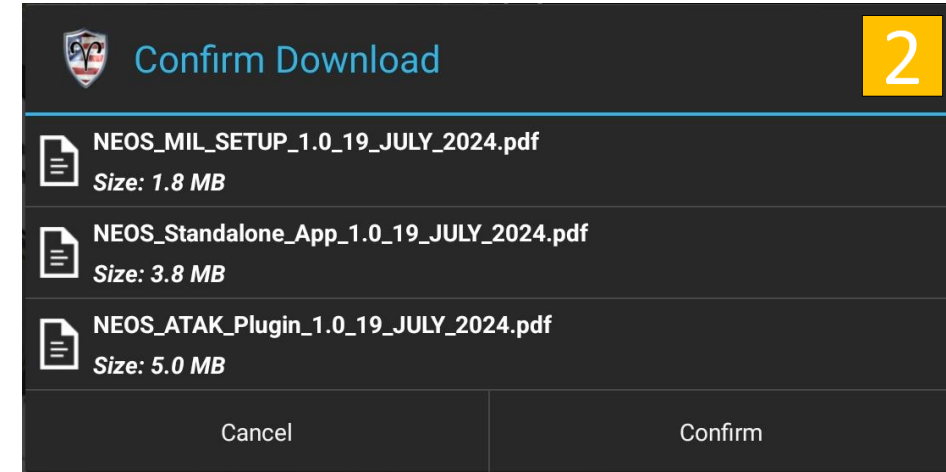 Confirm Download
2
NEOS_MIL_SETUP_1.0_19_JULY_2024.pdf
Size: 1.8 MB
NEOS_Standalone_App_1.0_19_JULY_2024.pdf
Size: 3.8 MB
NEOS_ATAK_Plugin_1.0_19_JULY_2024.pdf
Size: 5.0 MB
Cancel
Confirm